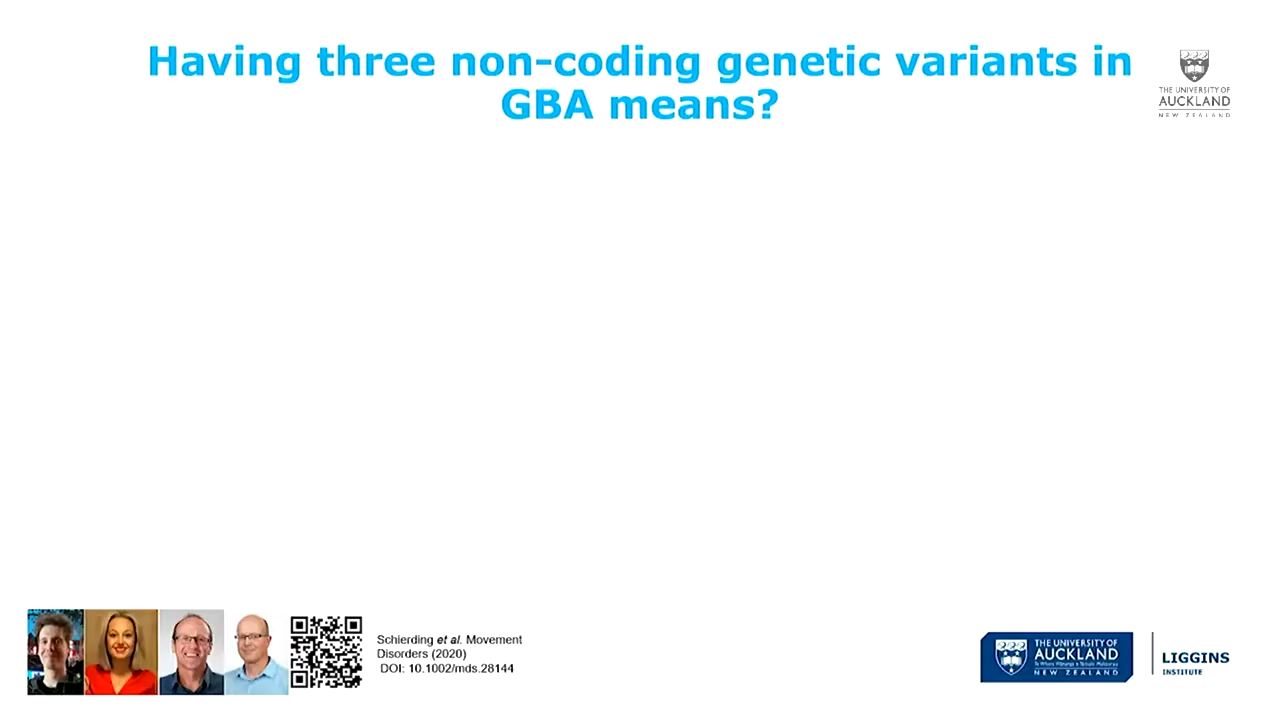 Having three non-coding genetic variants in
GBA means?
THE UNIVERSITY OF
AUCKLAND
NEW ZEALAND
Schierding et al. Movement
Disorders (2020)
DOI: 10.1002/mds.28144
THE UNIVERSITY OF
AUCKLAND
NEW ZEALAND
LIGGINS
INSTITUTE